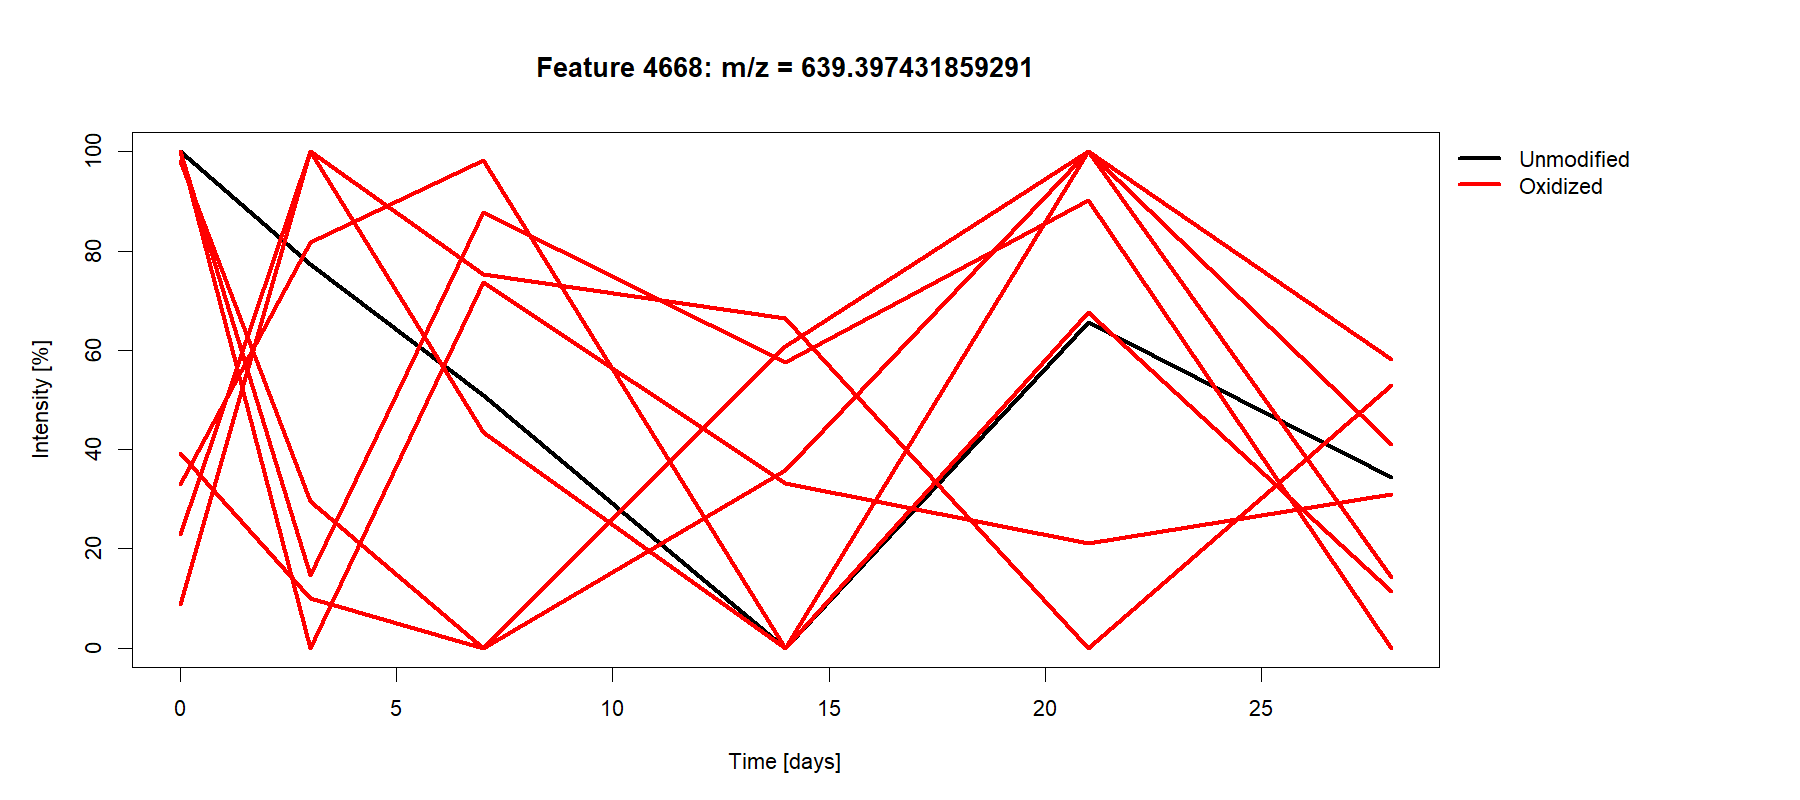 Feature 4668: m/z = 639.397431859291
Unmodified
Oxidized
Intensity [%]
100
80
60
40
20
0
0 5 10 15 20 25
Time [days]